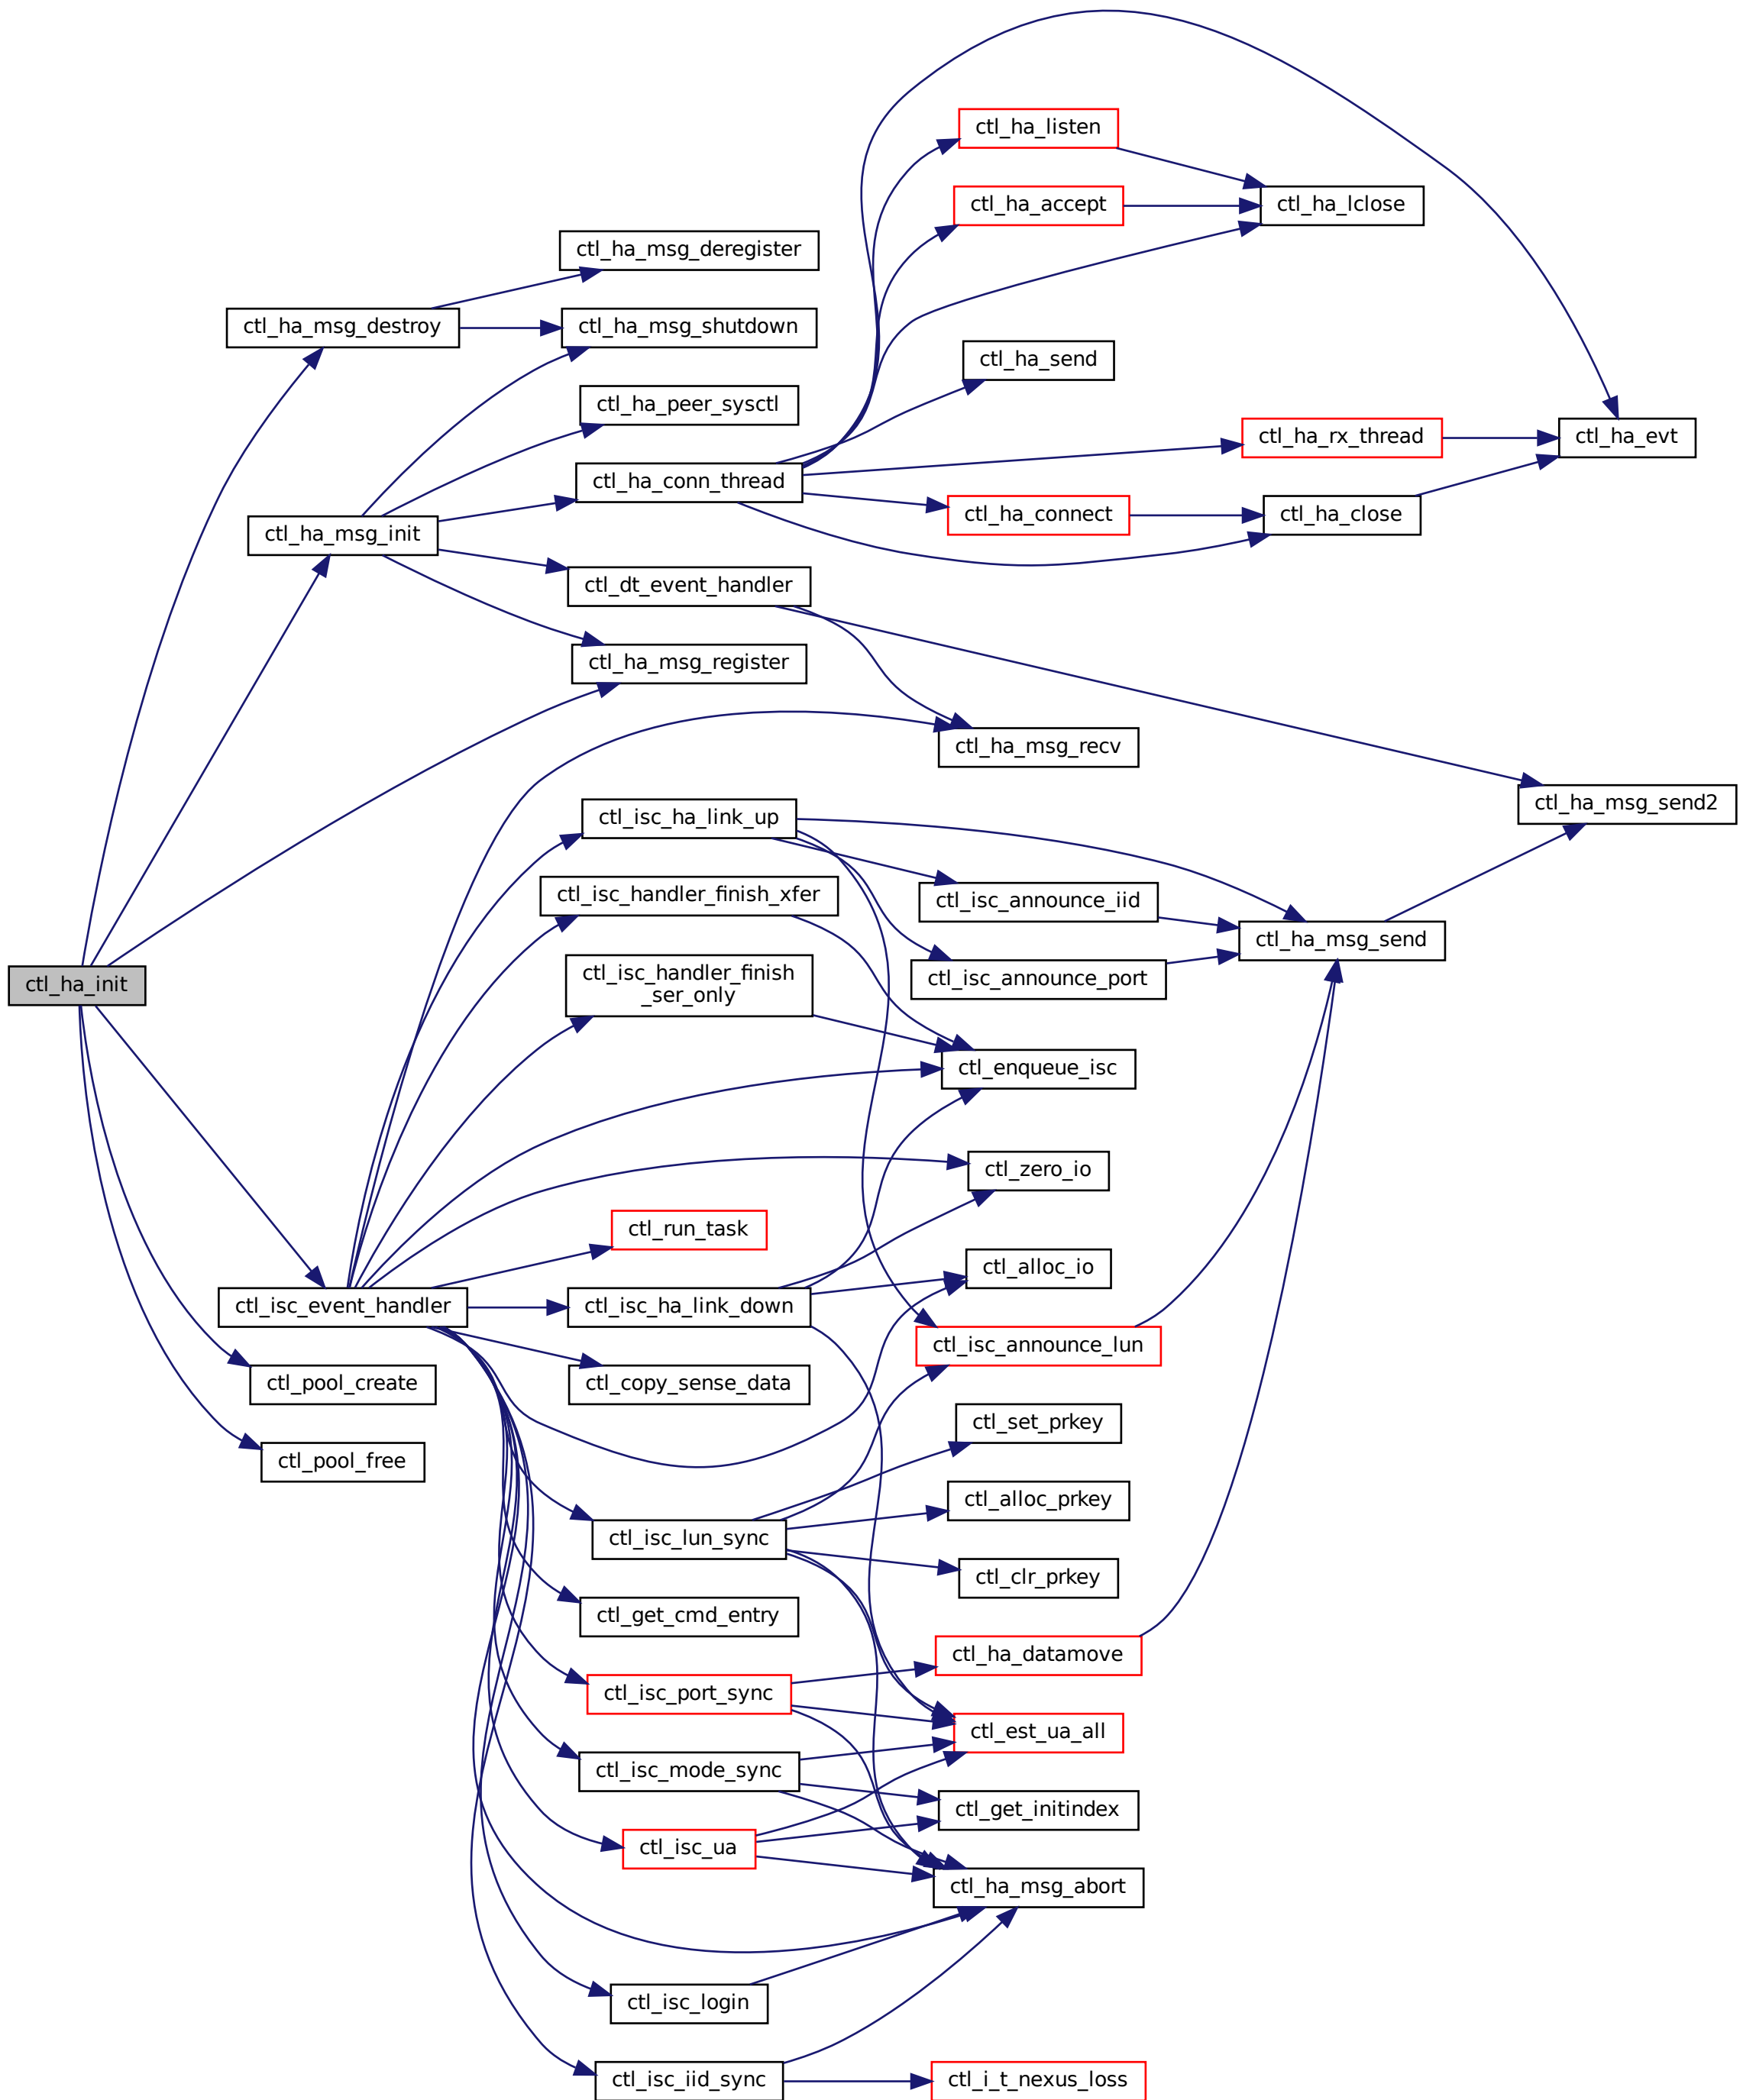 ctl_ha_listen
ctl_ha_accept
ctl_ha_lclose
ctl_ha_msg_deregister
ctl_ha_msg_destroy
ctl_ha_msg_shutdown
ctl_ha_send
ctl_ha_peer_sysctl
ctl_ha_rx_thread
ctl_ha_evt
ctl_ha_conn_thread
ctl_ha_connect
ctl_ha_close
ctl_ha_msg_init
ctl_dt_event_handler
ctl_ha_msg_register
ctl_ha_msg_recv
ctl_ha_msg_send2
ctl_isc_ha_link_up
ctl_isc_handler_finish_xfer
ctl_isc_announce_iid
ctl_ha_msg_send
ctl_isc_handler_finish
_ser_only
ctl_isc_announce_port
ctl_ha_init
ctl_enqueue_isc
ctl_zero_io
ctl_run_task
ctl_alloc_io
ctl_isc_event_handler
ctl_isc_ha_link_down
ctl_isc_announce_lun
ctl_pool_create
ctl_copy_sense_data
ctl_set_prkey
ctl_pool_free
ctl_alloc_prkey
ctl_isc_lun_sync
ctl_clr_prkey
ctl_get_cmd_entry
ctl_ha_datamove
ctl_isc_port_sync
ctl_est_ua_all
ctl_isc_mode_sync
ctl_get_initindex
ctl_isc_ua
ctl_ha_msg_abort
ctl_isc_login
ctl_isc_iid_sync
ctl_i_t_nexus_loss